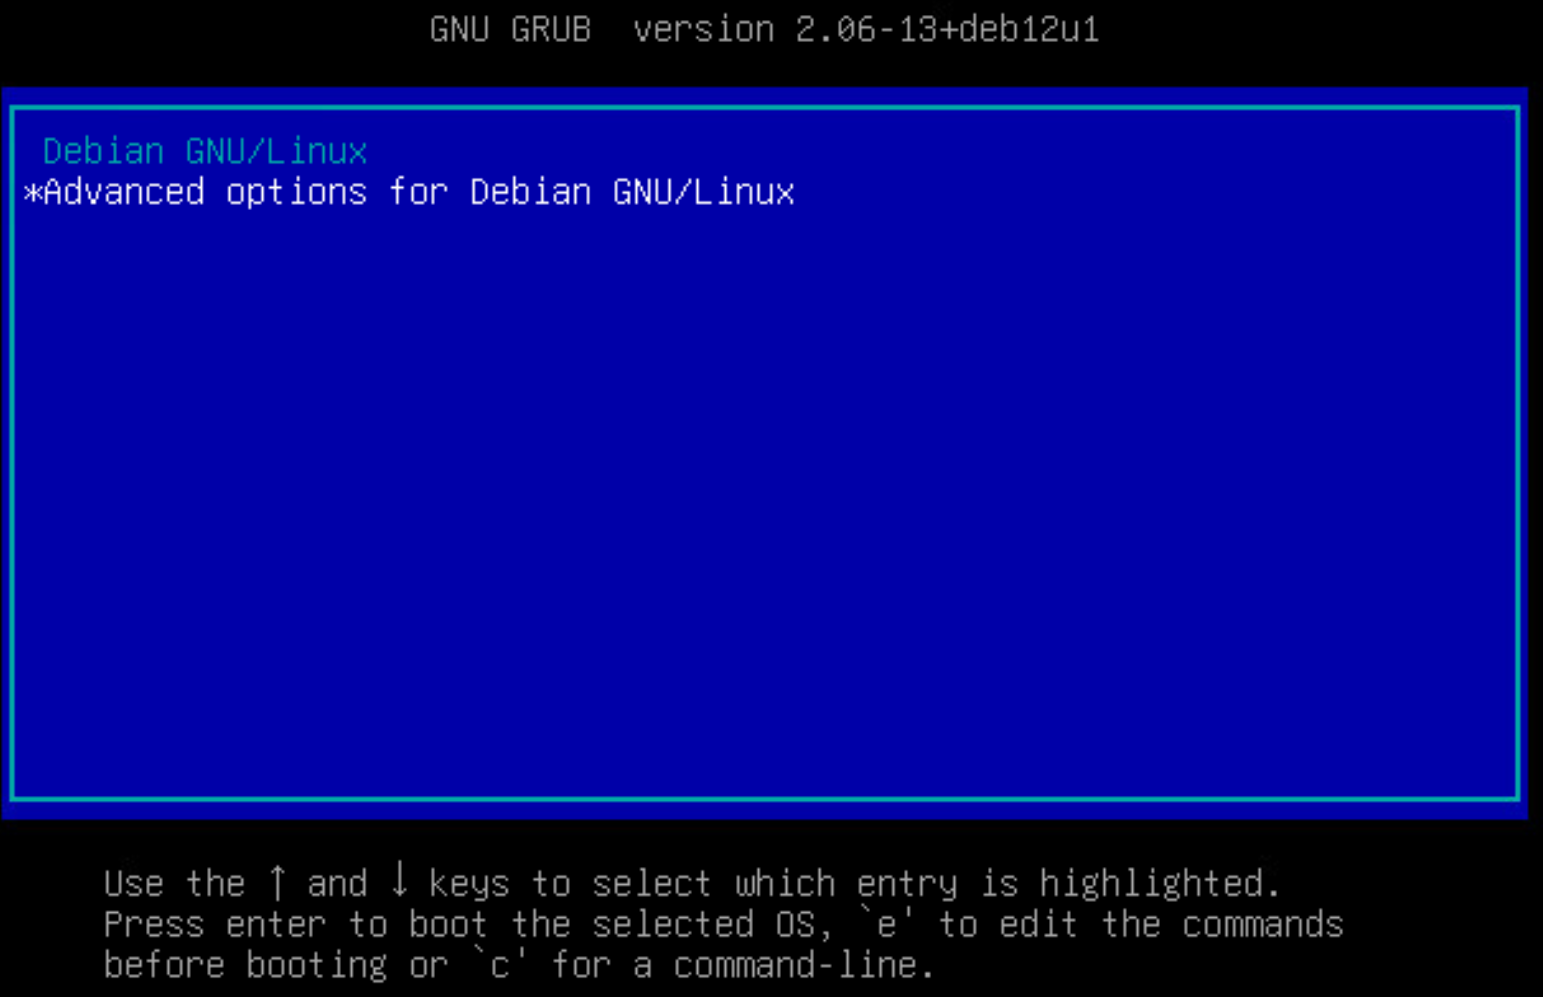 GNU GRUB  version 2.06-13+deb12u1
Debian GNU/Linux
*Advanced options for Debian GNU/Linux
Use the ↑ and ↓ keys to select which entry is highlighted.
Press enter to boot the selected OS, `e' to edit the commands
before booting or `c' for a command-line.